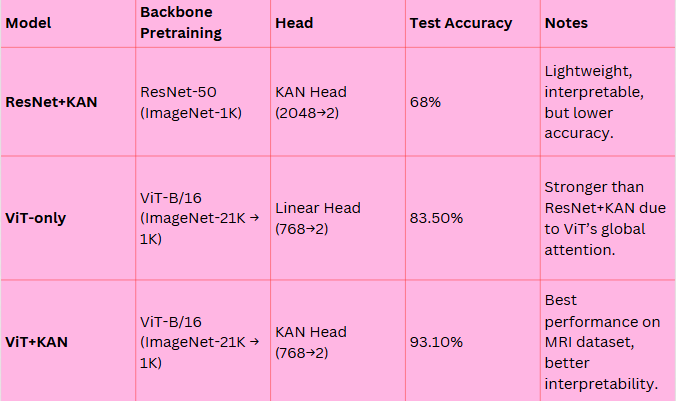 Model
Backbone
Pretraining
Head
Test Accuracy
Notes
ResNet+KAN
ResNet-50
(ImageNet-1K)
KAN Head
(2048→2)
68%
Lightweight,
interpretable,
but lower
accuracy.
ViT-only
ViT-B/16
(ImageNet-21K →
1K)
Linear Head
(768→2)
83.50%
Stronger than
ResNet+KAN due
to ViT’s global
attention.
ViT+KAN
ViT-B/16
(ImageNet-21K →
1K)
KAN Head
(768→2)
93.10%
Best
performance on
MRI dataset,
better
interpretability.